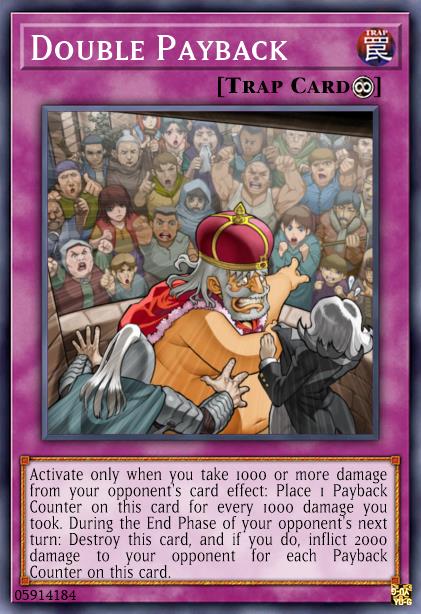 DOUBLE PAYBACK
TRAP
罠
[TRAP CARD♾]
Activate only when you take 1000 or more damage
from your opponent's card effect: Place 1 Payback
Counter on this card for every 1000 damage you
took. During the End Phase of your opponent's next
turn: Destroy this card, and if you do, inflict 2000
damage to your opponent for each Payback
Counter on this card.
05914184